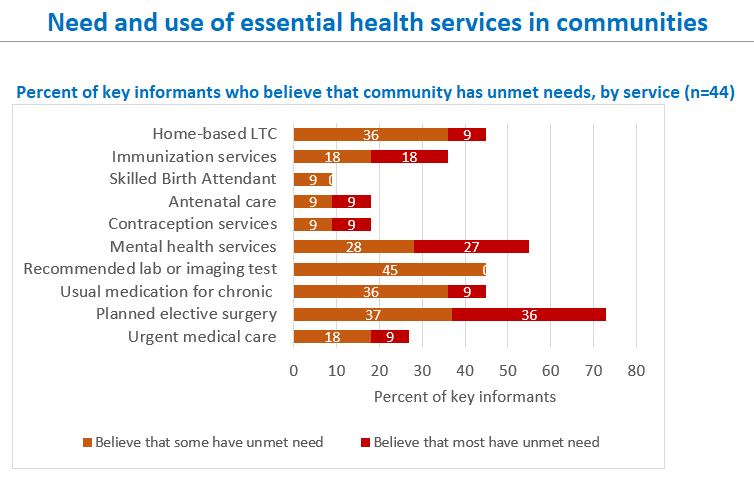 Need and use of essential health services in communities
Percent of key informants who believe that community has unmet needs, by service (n=44)
Home-based LTC 36 9
Immunization services 18 18
Skilled Birth Attendant 9 0
Antenatal care 9 9
Contraception services 9 9
Mental health services 28 27
Recommended lab or imaging test 45 0
Usual medication for chronic 36 9
Planned elective surgery 37 36
Urgent medical care 18 9
0 10 20 30 40 50 60 70 80
Percent of key informants
Believe that some have unmet need Believe that most have unmet need